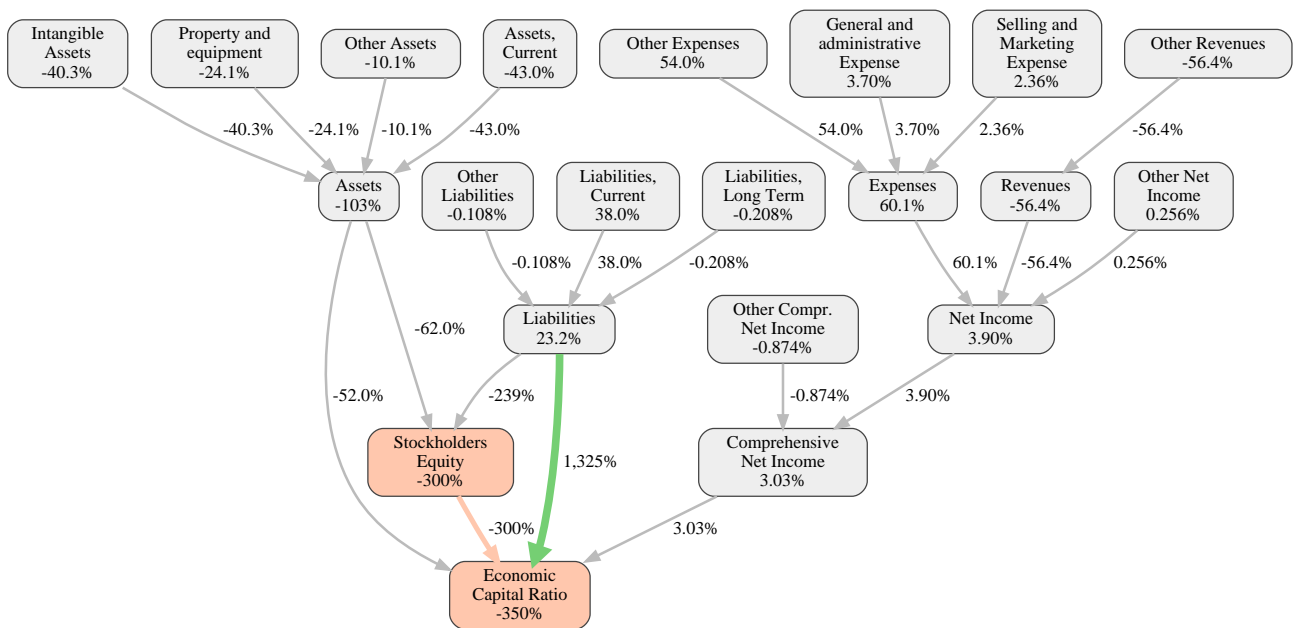 Intangible
Assets
-40.3%
Property and
equipment
-24.1%
Other Assets
-10.1%
Assets,
Current
-43.0%
Other Expenses
54.0%
General and
administrative
Expense
3.70%
Selling and
Marketing
Expense
2.36%
Other Revenues
-56.4%
-40.3%
-24.1%
-10.1%
-43.0%
54.0%
3.70%
2.36%
-56.4%
Assets
-103%
Other
Liabilities
-0.108%
Liabilities,
Current
38.0%
Liabilities,
Long Term
-0.208%
Expenses
60.1%
Revenues
-56.4%
Other Net
Income
0.256%
-0.108%
38.0%
-0.208%
60.1%
-56.4%
0.256%
-62.0%
Liabilities
23.2%
Other Compr.
Net Income
-0.874%
Net Income
3.90%
-52.0%
-239%
-0.874%
3.90%
Stockholders
Equity
-300%
1,325%
Comprehensive
Net Income
3.03%
-300%
3.03%
Economic
Capital Ratio
-350%